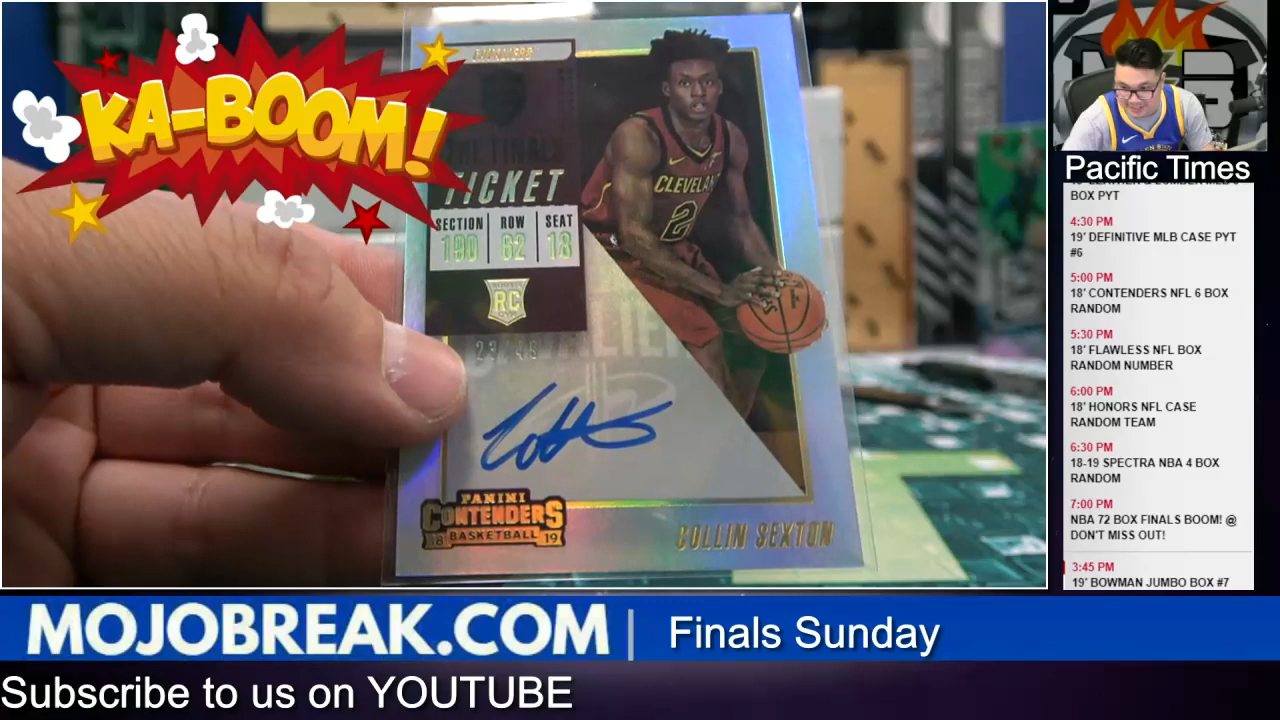 KA-BOOM!
TICKET
SECTION ROW SEAT
190 62 18
RC
CLEVELAND
2
PANINI
CONTENDERS
18 BASKETBALL 19
COLLIN SEXTON
Pacific Times
BOX PYT
4:30 PM
19' DEFINITIVE MLB CASE PYT
#6
5:00 PM
18' CONTENDERS NFL 6 BOX
RANDOM
5:30 PM
18' FLAWLESS NFL BOX
RANDOM NUMBER
6:00 PM
18' HONORS NFL CASE
RANDOM TEAM
6:30 PM
18-19 SPECTRA NBA 4 BOX
RANDOM
7:00 PM
NBA 72 BOX FINALS BOOM! @
DON'T MISS OUT!
3:45 PM
19' BOWMAN JUMBO BOX #7
MOJOBREAK.COM | Finals Sunday
Subscribe to us on YOUTUBE